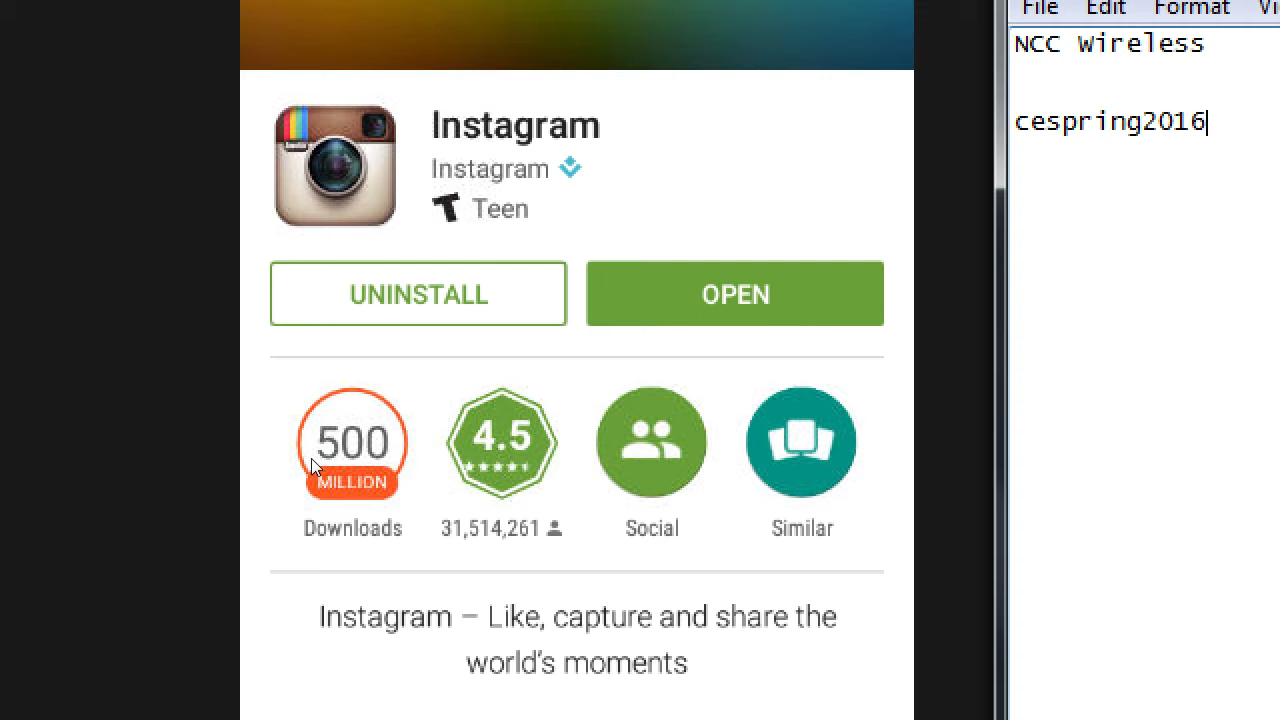 Instagram
Instagram
Teen
UNINSTALL
OPEN
500
MILLION
Downloads
4.5
31,514,261
Social
Similar
Instagram – Like, capture and share the
world's moments
File Edit Format
NCC Wireless
cespring2016